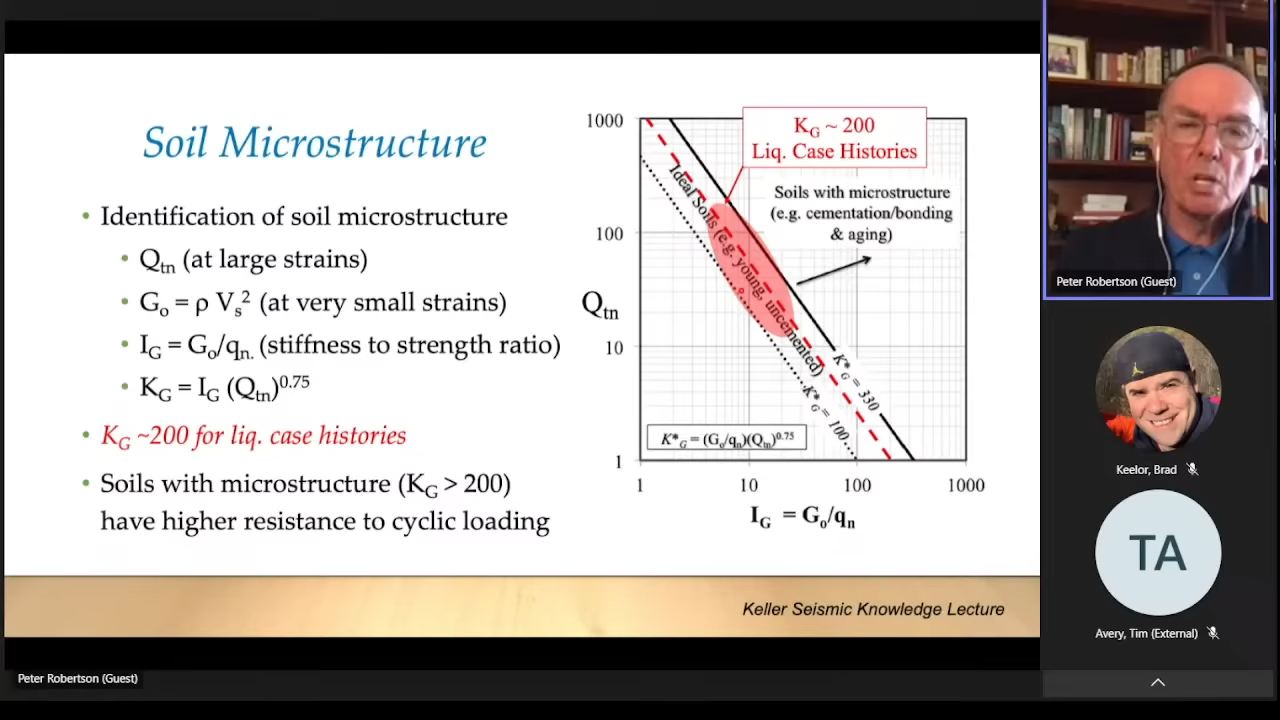 Soil Microstructure
• Identification of soil microstructure
• Qtn (at large strains)
• Go = ρ Vs² (at very small strains)
• IG = Go/qn. (stiffness to strength ratio)
• KG = IG (Qtn)^0.75
• KG ~200 for liq. case histories
• Soils with microstructure (KG > 200)
have higher resistance to cyclic loading
1000
100
10
1
Qtn
KG ~ 200
Liq. Case Histories
Soils with microstructure
(e.g. cementation/bonding
& aging)
Ideal Soils (e.g. young, uncemented)
K*G = 330
K*G = 100
K*G = (Go/qn)(Qtn)^0.75
1 10 100 1000
IG = Go/qn
Keller Seismic Knowledge Lecture
Peter Robertson (Guest)
Peter Robertson (Guest)
Keelor, Brad
TA
Avery, Tim (External)